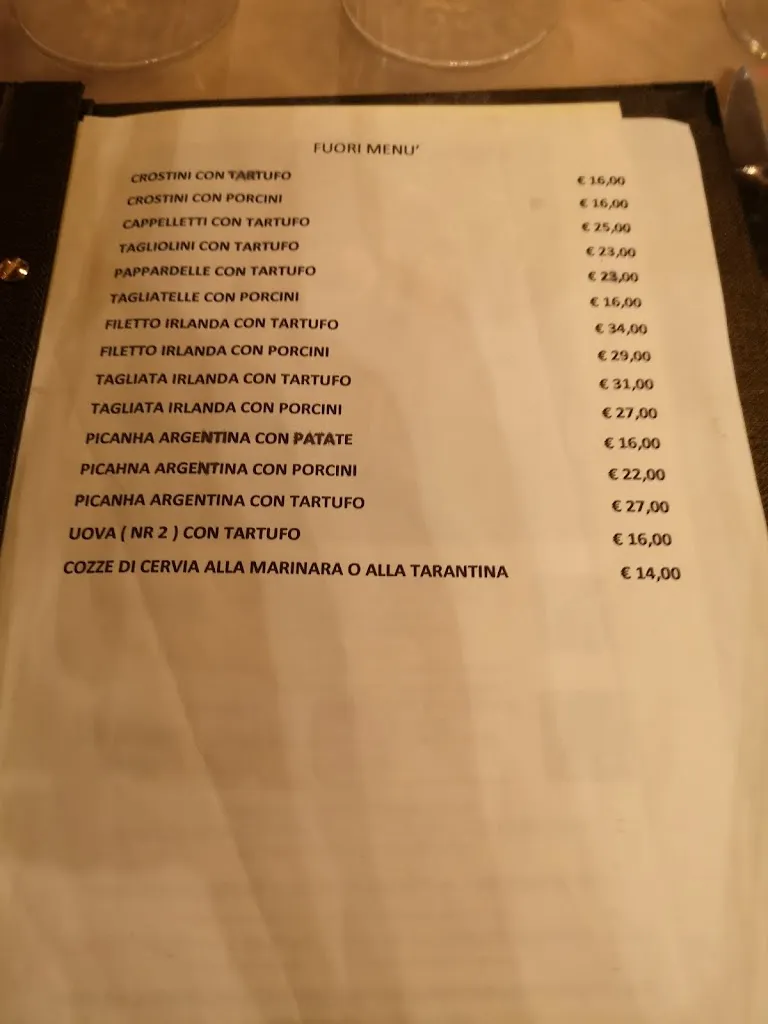 FUORI MENU'
CROSTINI CON TARTUFO € 16,00
CROSTINI CON PORCINI € 16,00
CAPPELLETTI CON TARTUFO € 25,00
TAGLIOLINI CON TARTUFO € 23,00
PAPPARDELLE CON TARTUFO € 23,00
TAGLIATELLE CON PORCINI € 16,00
FILETTO IRLANDA CON TARTUFO € 34,00
FILETTO IRLANDA CON PORCINI € 29,00
TAGLIATA IRLANDA CON TARTUFO € 31,00
TAGLIATA IRLANDA CON PORCINI € 27,00
PICANHA ARGENTINA CON PATATE € 16,00
PICAHNA ARGENTINA CON PORCINI € 22,00
PICANHA ARGENTINA CON TARTUFO € 27,00
UOVA ( NR 2 ) CON TARTUFO € 16,00
COZZE DI CERVIA ALLA MARINARA O ALLA TARANTINA € 14,00